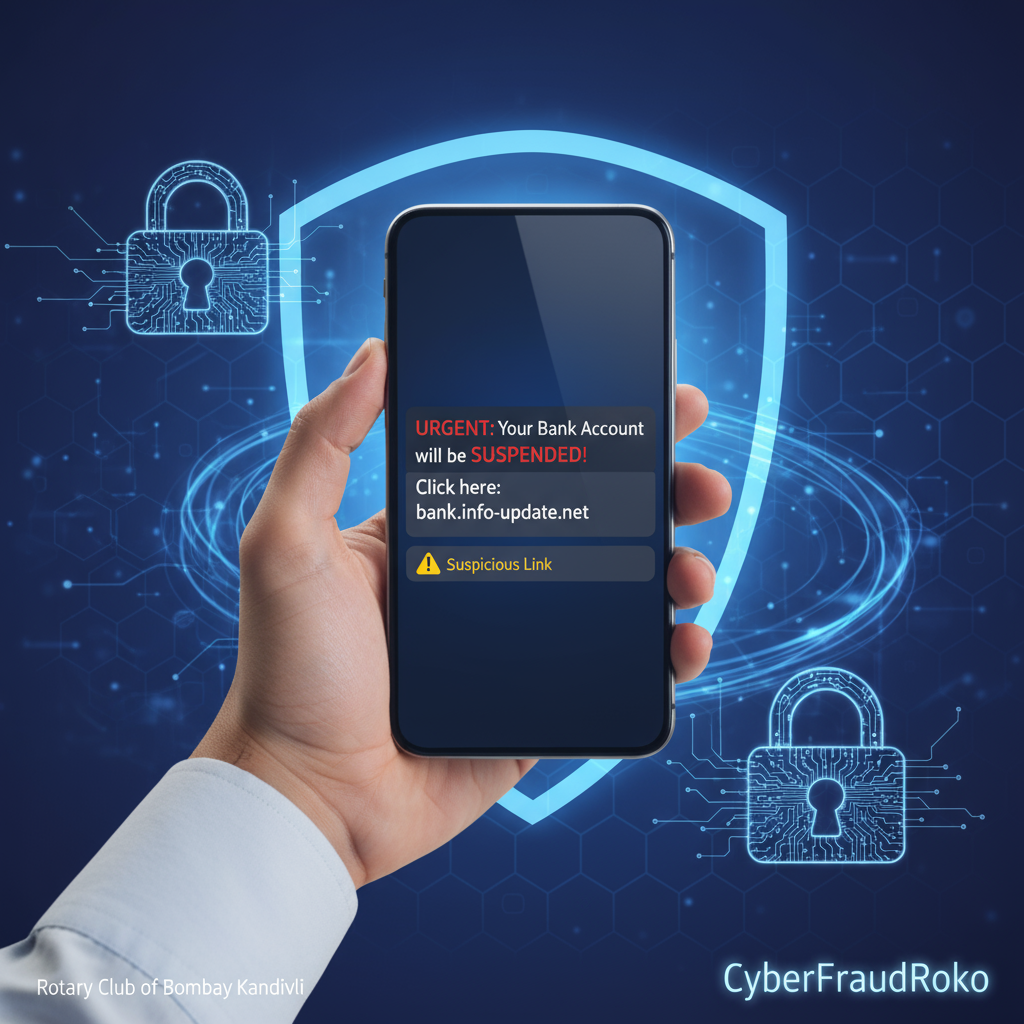 URGENT: Your Bank Account
will be SUSPENDED!
Click here:
bank.info-update.net
Suspicious Link
Rotary Club of Bombay Kandivli
CyberFraudRoko